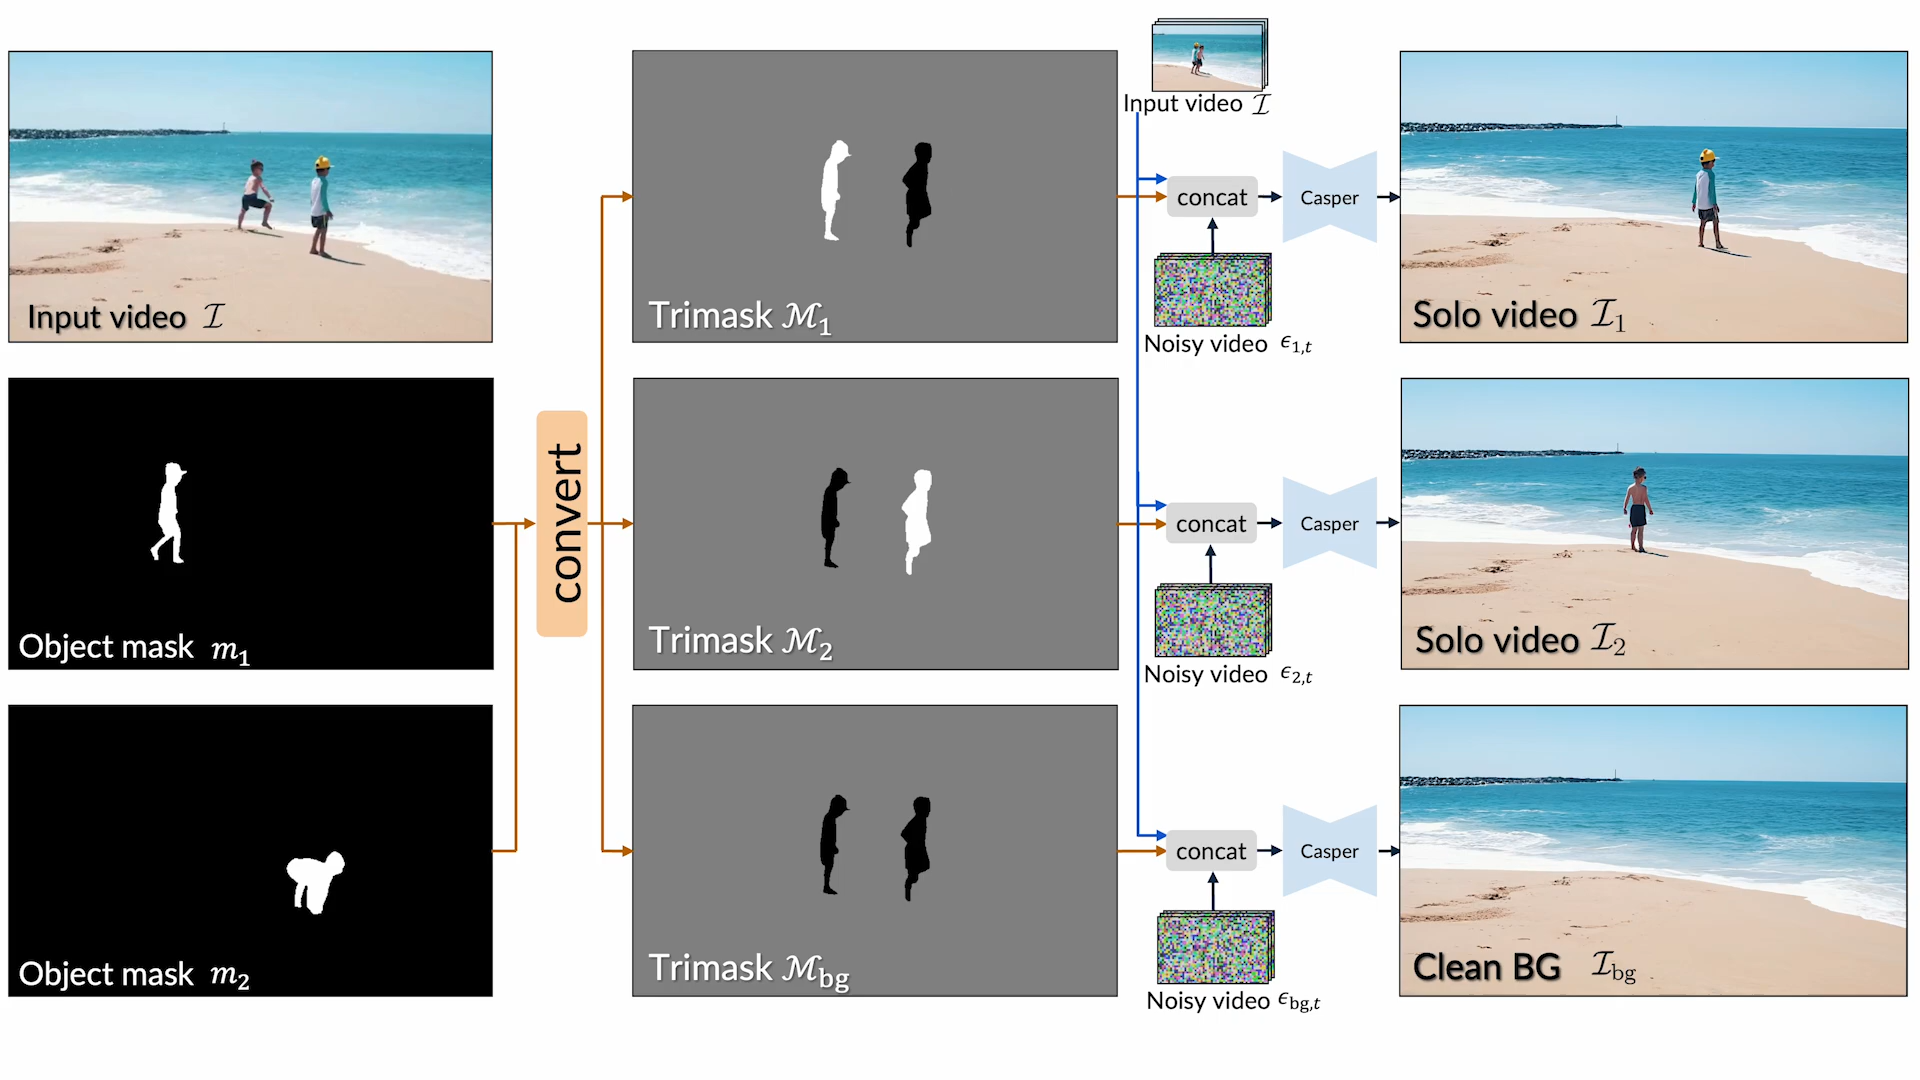 Input video ℐ
Object mask m₁
Object mask m₂
convert
Trimask ℳ₁
Trimask ℳ₂
Trimask ℳbg
Input video ℐ
concat
Casper
Noisy video ϵ₁,t
concat
Casper
Noisy video ϵ₂,t
concat
Casper
Noisy video ϵbg,t
Solo video ℐ₁
Solo video ℐ₂
Clean BG ℐbg